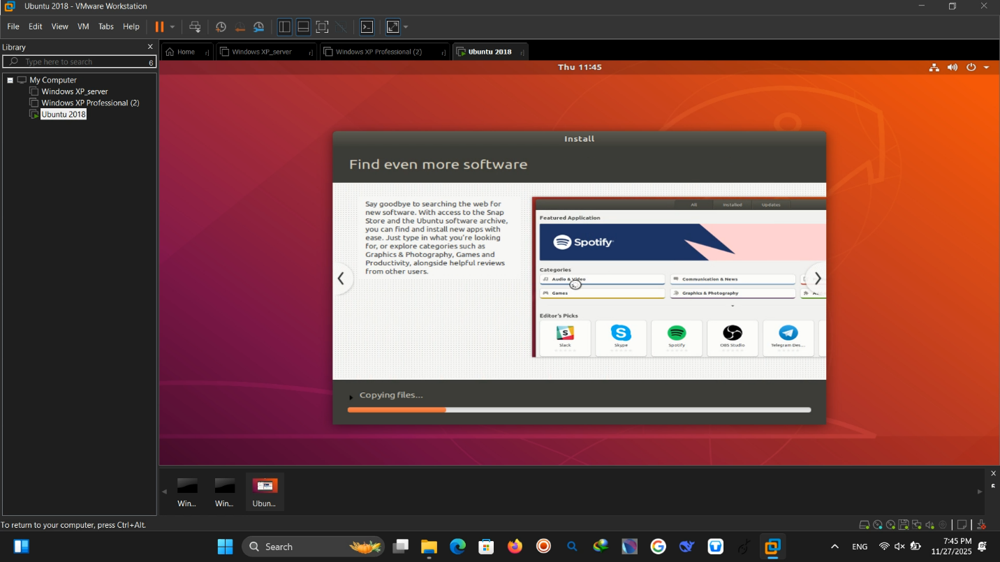 Ubuntu 2018 - VMware Workstation
File Edit View VM Tabs Help
Library
Type here to search
My Computer
Windows XP_server
Windows XP Professional (2)
Ubuntu 2018
Home
Windows XP_server
Windows XP Professional (2)
Ubuntu 2018
Thu 11:45
Install
Find even more software
Say goodbye to searching the web for
new software. With access to the Snap
Store and the Ubuntu software archive,
you can find and install new apps with
ease. Just type in what you're looking
for, or explore categories such as
Graphics & Photography, Games and
Productivity, alongside helpful reviews
from other users.
All Installed Updates
Featured Application
Spotify
Categories
Audio & Video
Communication & News
Games
Graphics & Photography
Editor's Picks
Slack
Skype
Spotify
OBS Studio
Telegram Des...
Copying files...
Win...
Win...
Ubun...
To return to your computer, press Ctrl+Alt.
Search
ENG
7:45 PM
11/27/2025